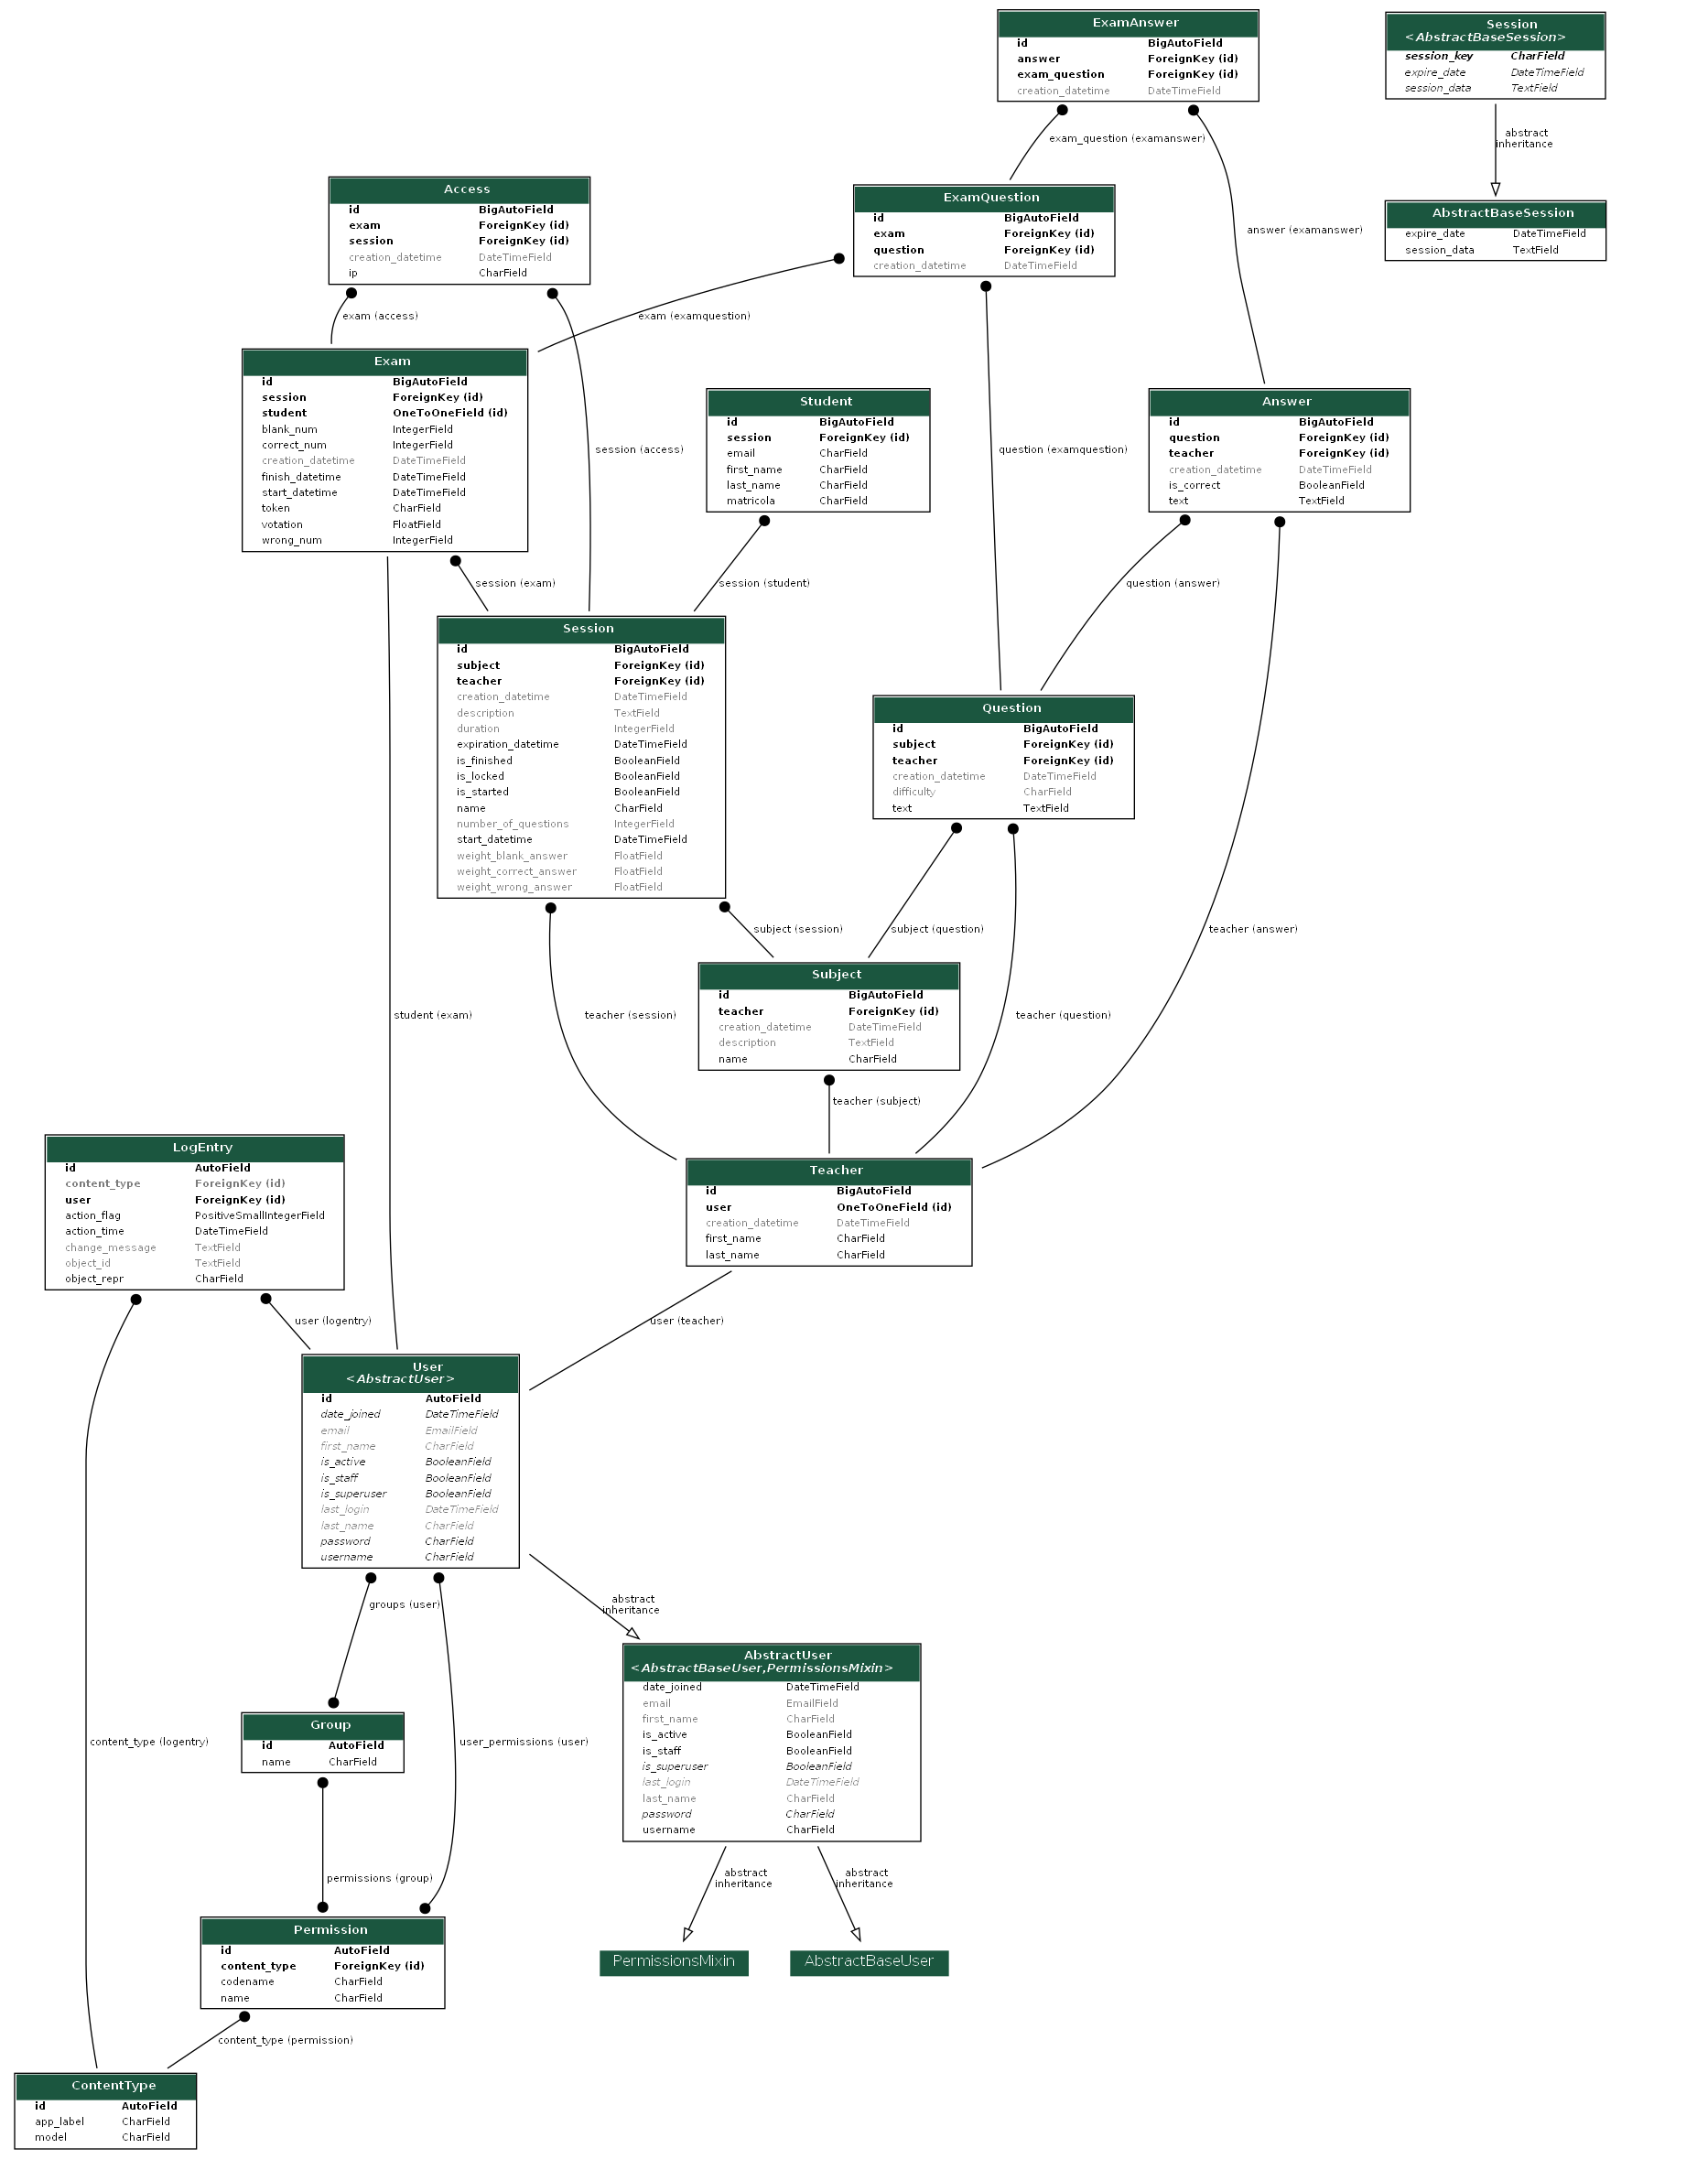 ExamAnswer
id BigAutoField
answer ForeignKey (id)
exam_question ForeignKey (id)
creation_datetime DateTimeField
Session
<AbstractBaseSession>
session_key CharField
expire_date DateTimeField
session_data TextField
exam_question (examanswer)
abstract
inheritance
Access
id BigAutoField
exam ForeignKey (id)
session ForeignKey (id)
creation_datetime DateTimeField
ip CharField
ExamQuestion
id BigAutoField
exam ForeignKey (id)
question ForeignKey (id)
creation_datetime DateTimeField
answer (examanswer)
AbstractBaseSession
expire_date DateTimeField
session_data TextField
exam (access)
exam (examquestion)
Exam
id BigAutoField
session ForeignKey (id)
student OneToOneField (id)
blank_num IntegerField
correct_num IntegerField
creation_datetime DateTimeField
finish_datetime DateTimeField
start_datetime DateTimeField
token CharField
votation FloatField
wrong_num IntegerField
session (access)
Student
id BigAutoField
session ForeignKey (id)
email CharField
first_name CharField
last_name CharField
matricola CharField
question (examquestion)
Answer
id BigAutoField
question ForeignKey (id)
teacher ForeignKey (id)
creation_datetime DateTimeField
is_correct BooleanField
text TextField
session (exam)
session (student)
question (answer)
Session
id BigAutoField
subject ForeignKey (id)
teacher ForeignKey (id)
creation_datetime DateTimeField
description TextField
duration IntegerField
expiration_datetime DateTimeField
is_finished BooleanField
is_locked BooleanField
is_started BooleanField
name CharField
number_of_questions IntegerField
start_datetime DateTimeField
weight_blank_answer FloatField
weight_correct_answer FloatField
weight_wrong_answer FloatField
Question
id BigAutoField
subject ForeignKey (id)
teacher ForeignKey (id)
creation_datetime DateTimeField
difficulty CharField
text TextField
subject (session)
subject (question)
teacher (answer)
Subject
id BigAutoField
teacher ForeignKey (id)
creation_datetime DateTimeField
description TextField
name CharField
student (exam)
teacher (session)
teacher (question)
teacher (subject)
LogEntry
id AutoField
content_type ForeignKey (id)
user ForeignKey (id)
action_flag PositiveSmallIntegerField
action_time DateTimeField
change_message TextField
object_id TextField
object_repr CharField
Teacher
id BigAutoField
user OneToOneField (id)
creation_datetime DateTimeField
first_name CharField
last_name CharField
user (logentry)
user (teacher)
User
<AbstractUser>
id AutoField
date_joined DateTimeField
email EmailField
first_name CharField
is_active BooleanField
is_staff BooleanField
is_superuser BooleanField
last_login DateTimeField
last_name CharField
password CharField
username CharField
groups (user)
abstract
inheritance
AbstractUser
<AbstractBaseUser,PermissionsMixin>
date_joined DateTimeField
email EmailField
first_name CharField
is_active BooleanField
is_staff BooleanField
is_superuser BooleanField
last_login DateTimeField
last_name CharField
password CharField
username CharField
Group
id AutoField
name CharField
content_type (logentry)
user_permissions (user)
permissions (group)
abstract
inheritance
abstract
inheritance
Permission
id AutoField
content_type ForeignKey (id)
codename CharField
name CharField
PermissionsMixin
AbstractBaseUser
content_type (permission)
ContentType
id AutoField
app_label CharField
model CharField